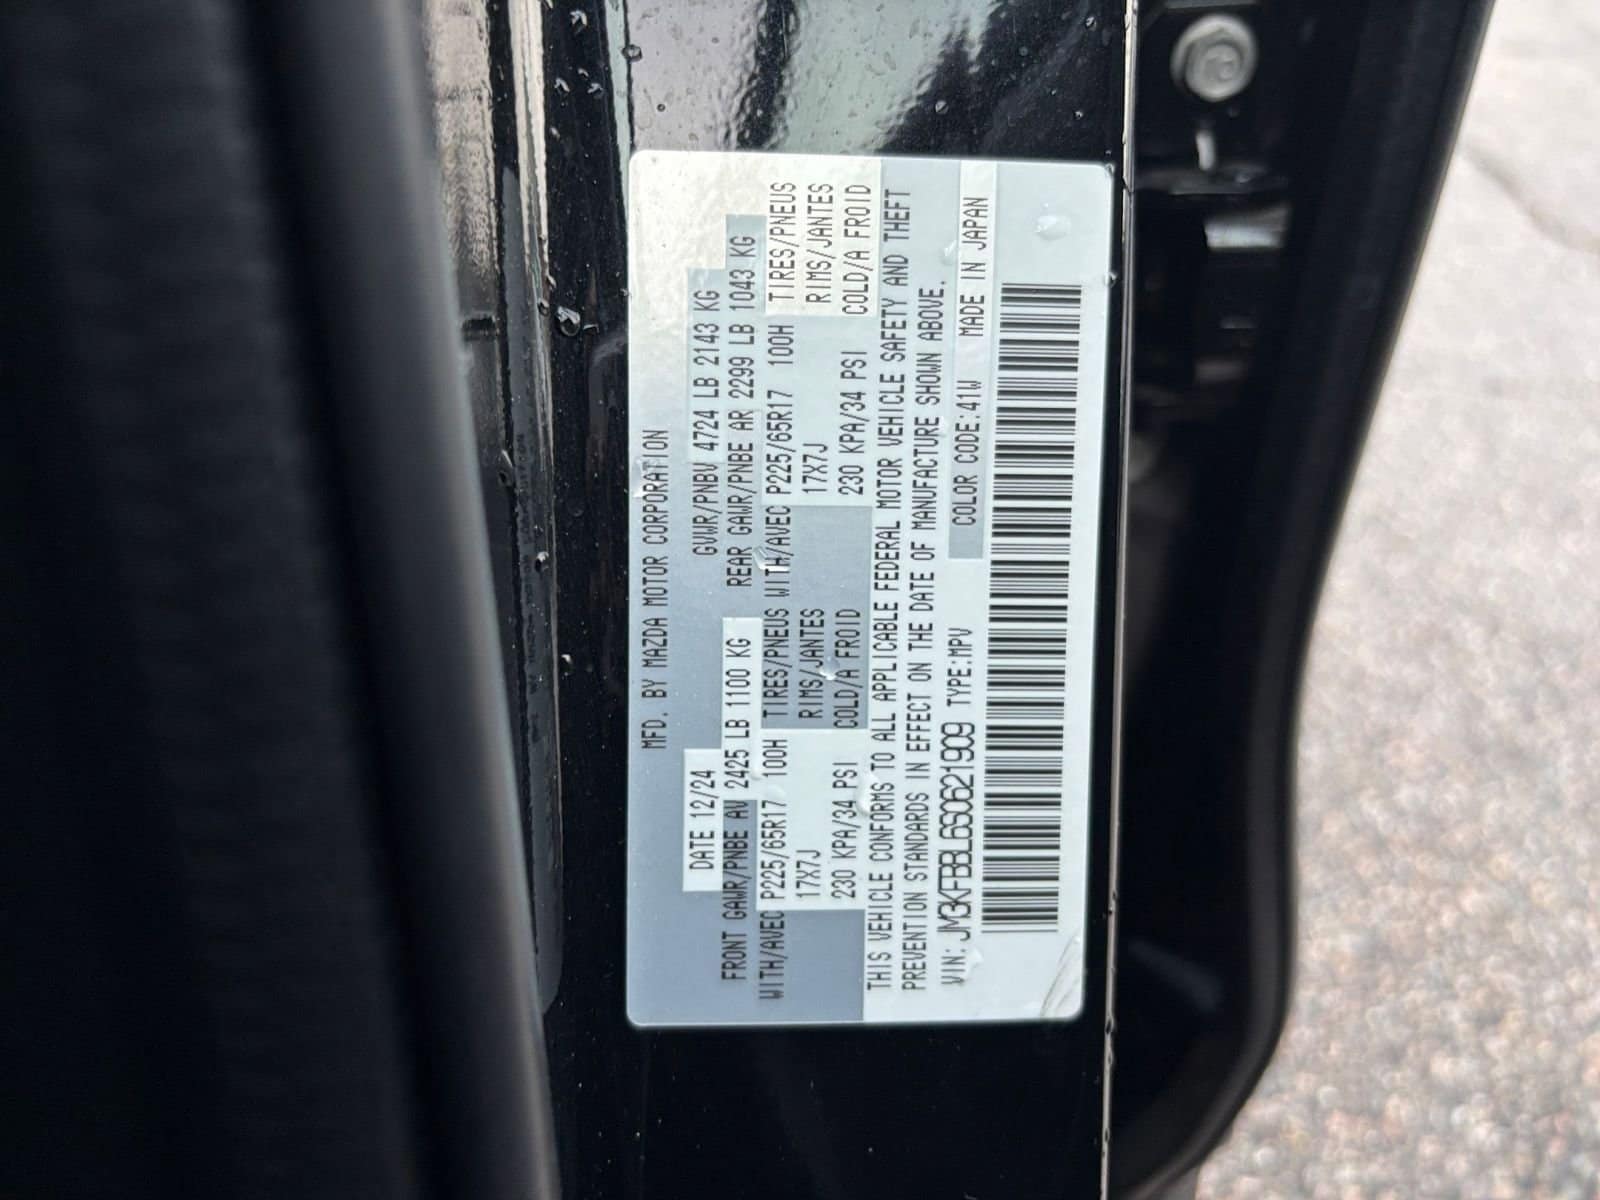 MFD. BY MAZDA MOTOR CORPORATION
DATE 12/24 GVWR/PNBV 4724 LB 2143 KG
FRONT GAWR/PNBE AV 2425 LB 1100 KG REAR GAWR/PNBE AR 2299 LB 1043 KG
WITH/AVEC P225/65R17 100H TIRES/PNEUS WITH/AVEC P225/65R17 100H TIRES/PNEUS
17X7J RIMS/JANTES 17X7J RIMS/JANTES
230 KPA/34 PSI COLD/A FROID 230 KPA/34 PSI COLD/A FROID
THIS VEHICLE CONFORMS TO ALL APPLICABLE FEDERAL MOTOR VEHICLE SAFETY AND THEFT
PREVENTION STANDARDS IN EFFECT ON THE DATE OF MANUFACTURE SHOWN ABOVE.
VIN: JM3KFBBL6S0621909 TYPE:MPV COLOR CODE:41W MADE IN JAPAN